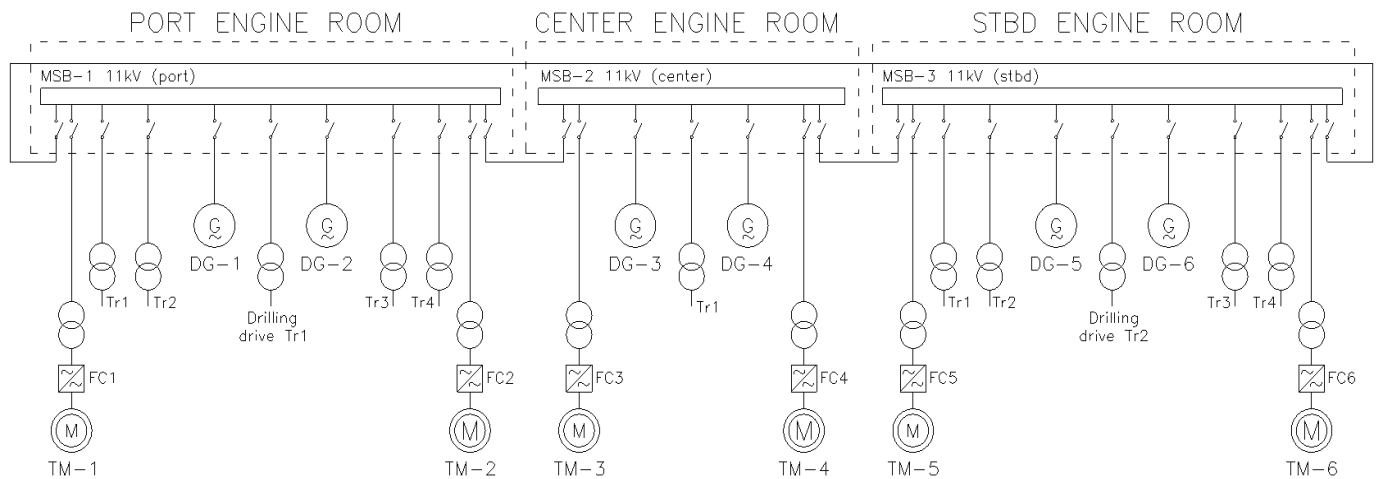 PORT ENGINE ROOM
CENTER ENGINE ROOM
STBD ENGINE ROOM
MSB-1 11kV (port)
MSB-2 11kV (center)
MSB-3 11kV (stbd)
G
G
G
G
G
G
DG-1
DG-2
DG-3
DG-4
DG-5
DG-6
Tr1
Tr2
Tr3
Tr4
Tr1
Tr1
Tr2
Tr3
Tr4
Drilling
drive Tr1
Drilling
drive Tr2
FC1
FC2
FC3
FC4
FC5
FC6
M
M
M
M
M
M
TM-1
TM-2
TM-3
TM-4
TM-5
TM-6